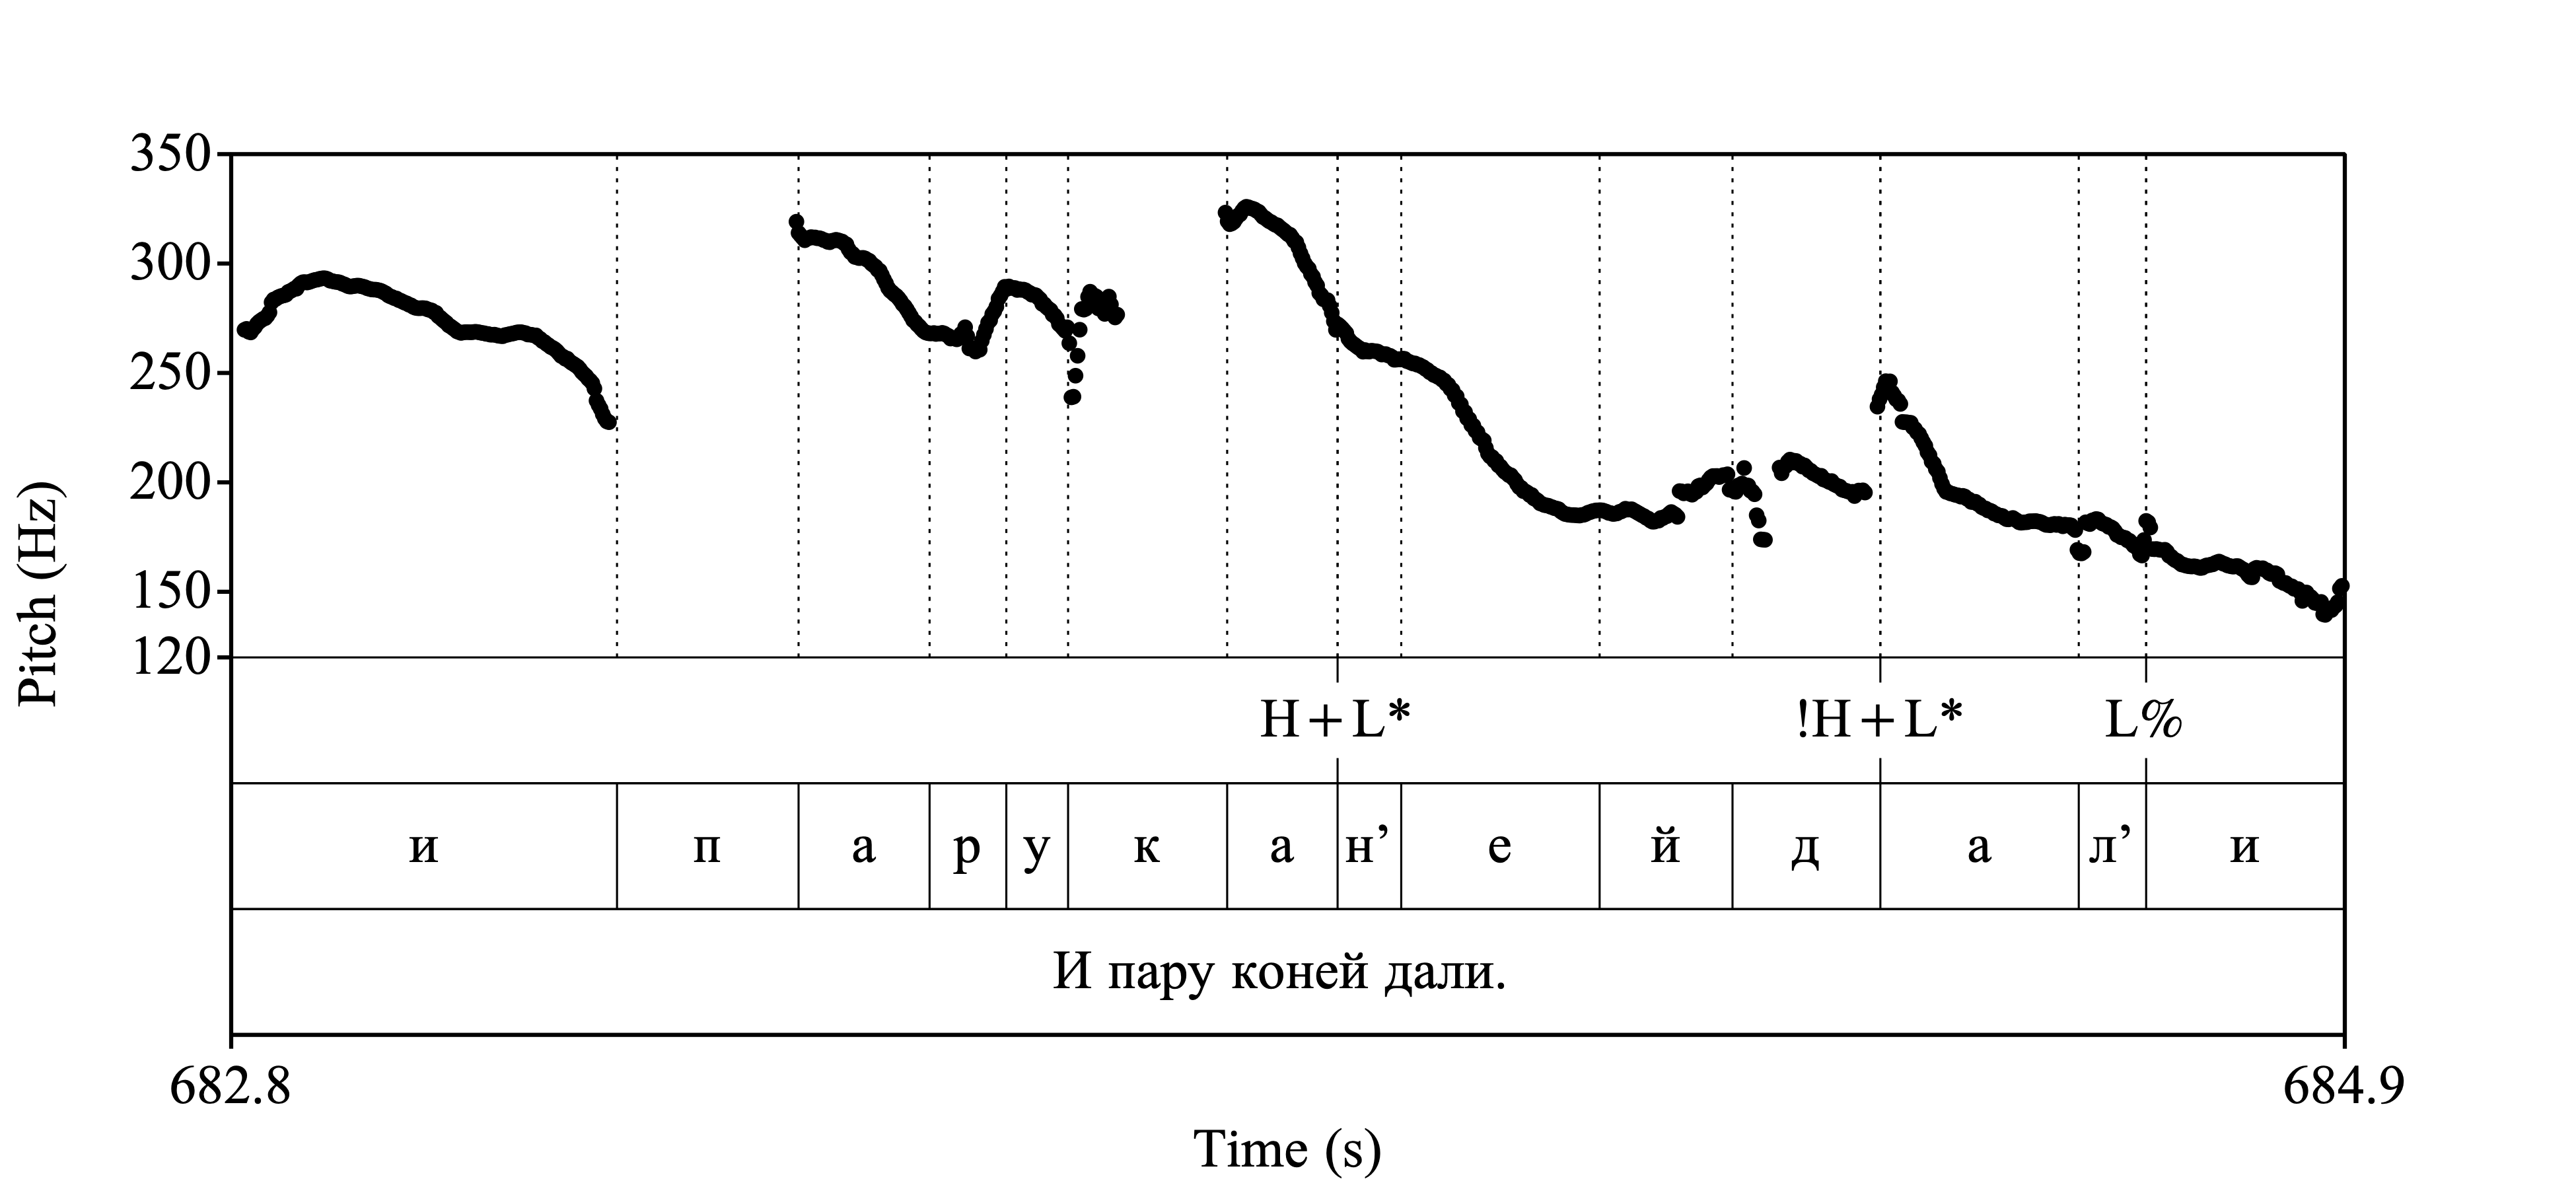 Pitch (Hz)
350
300
250
200
150
120
H+L* !H+L* L%
и п а р у к а н’ е й д а л’ и
И пару коней дали.
682.8 684.9
Time (s)